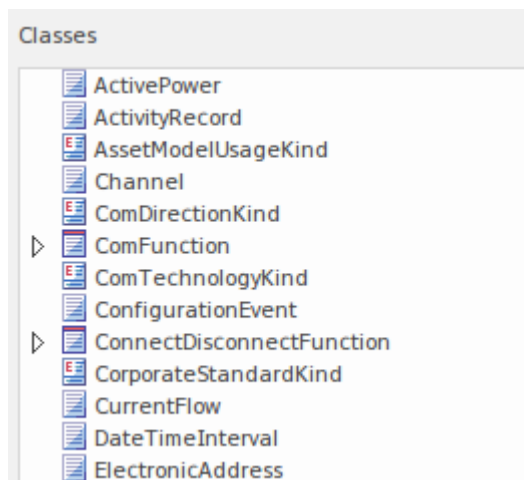 Classes
ActivePower
ActivityRecord
AssetModelUsageKind
Channel
ComDirectionKind
ComFunction
ComTechnologyKind
ConfigurationEvent
ConnectDisconnectFunction
CorporateStandardKind
CurrentFlow
DateTimeInterval
ElectronicAddress